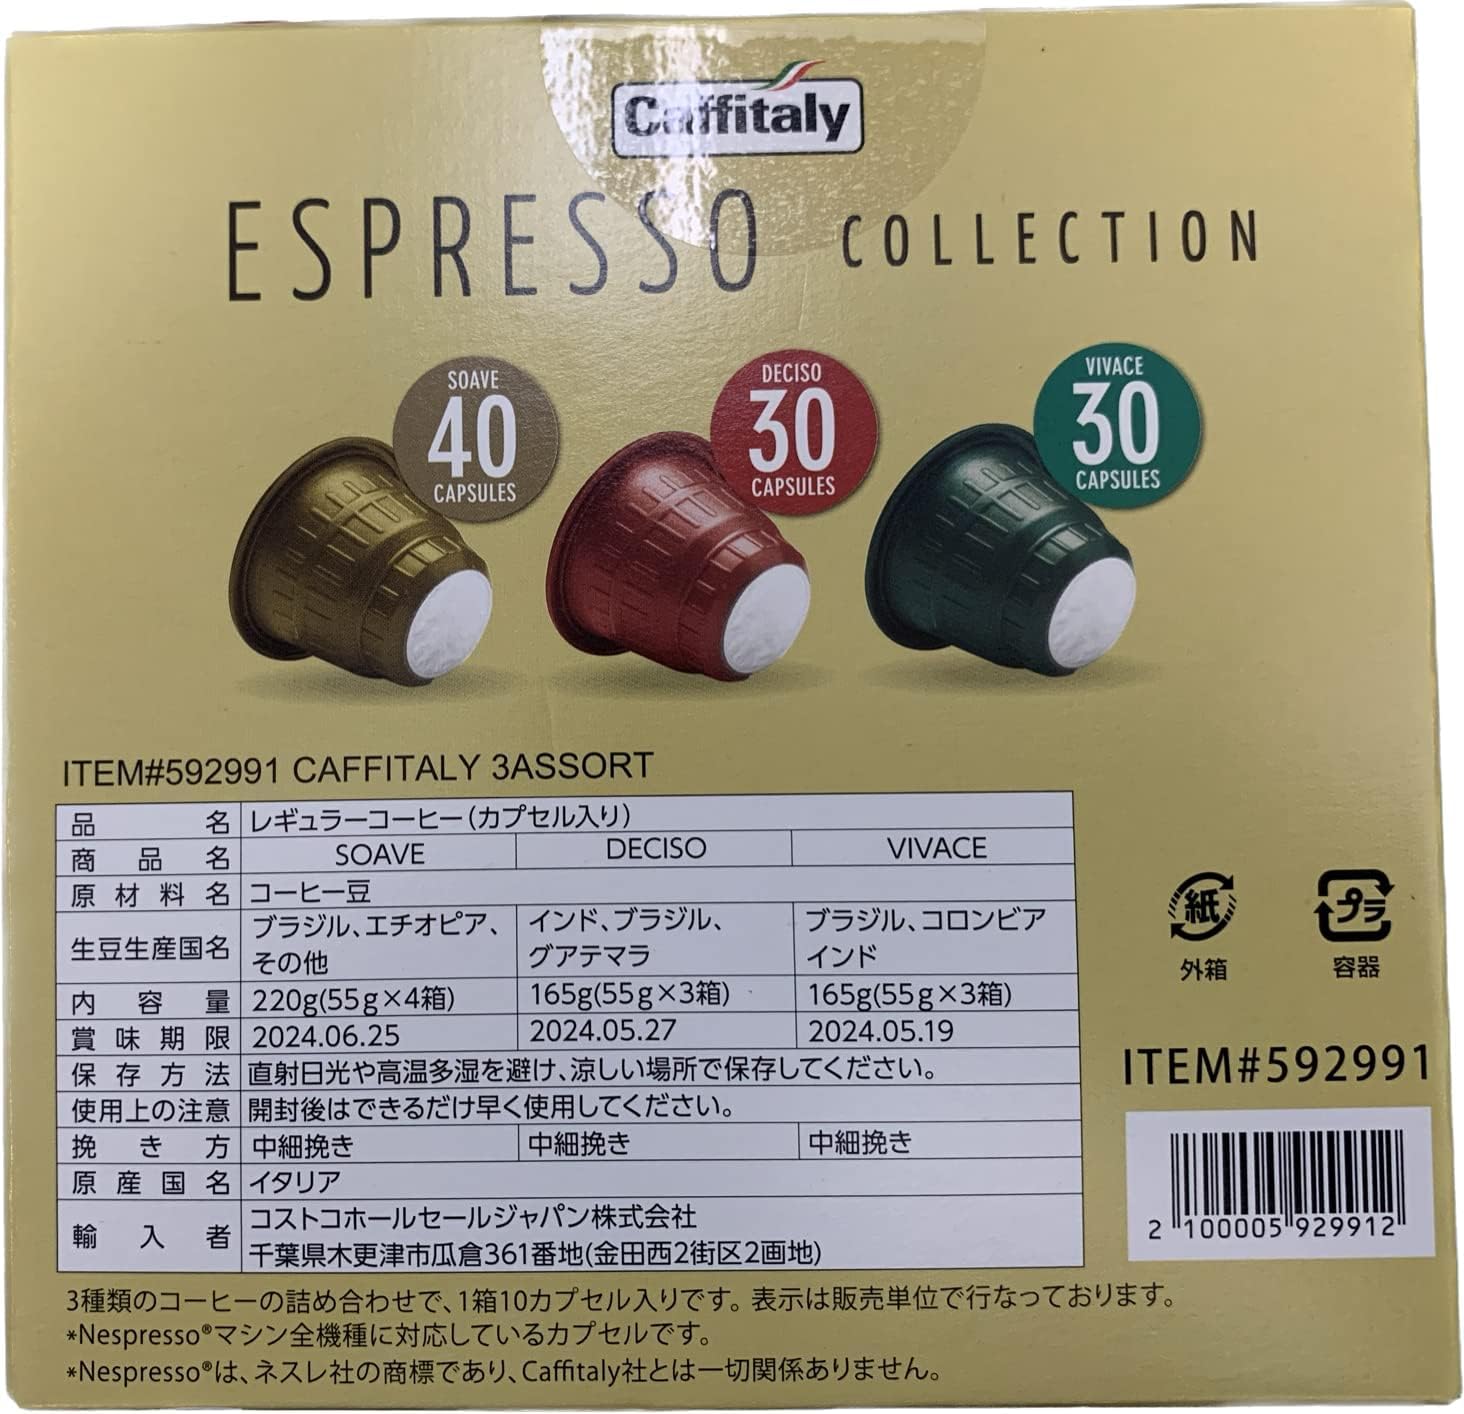 Caffitaly
ESPRESSO COLLECTION
SOAVE
40
CAPSULES
DECISO
30
CAPSULES
VIVACE
30
CAPSULES
ITEM#592991 CAFFITALY 3ASSORT
品名 レギュラーコーヒー(カプセル入り)
商品名 SOAVE DECISO VIVACE
原材料名 コーヒー豆
生豆生産国名 ブラジル、エチオピア、その他 インド、ブラジル、グアテマラ ブラジル、コロンビア インド
内容量 220g(55g×4箱) 165g(55g×3箱) 165g(55g×3箱)
賞味期限 2024.06.25 2024.05.27 2024.05.19
保存方法 直射日光や高温多湿を避け、涼しい場所で保存してください。
使用上の注意 開封後はできるだけ早く使用してください。
挽き方 中細挽き 中細挽き 中細挽き
原産国名 イタリア
輸入者 コストコホールセールジャパン株式会社
千葉県木更津市瓜倉361番地(金田西2街区2画地)
紙
外箱
プラ
容器
ITEM#592991
2 100005 929912
3種類のコーヒーの詰め合わせで、1箱10カプセル入りです。表示は販売単位で行なっております。
*Nespresso®マシン全機種に対応しているカプセルです。
*Nespresso®は、ネスレ社の商標であり、Caffitaly社とは一切関係ありません。